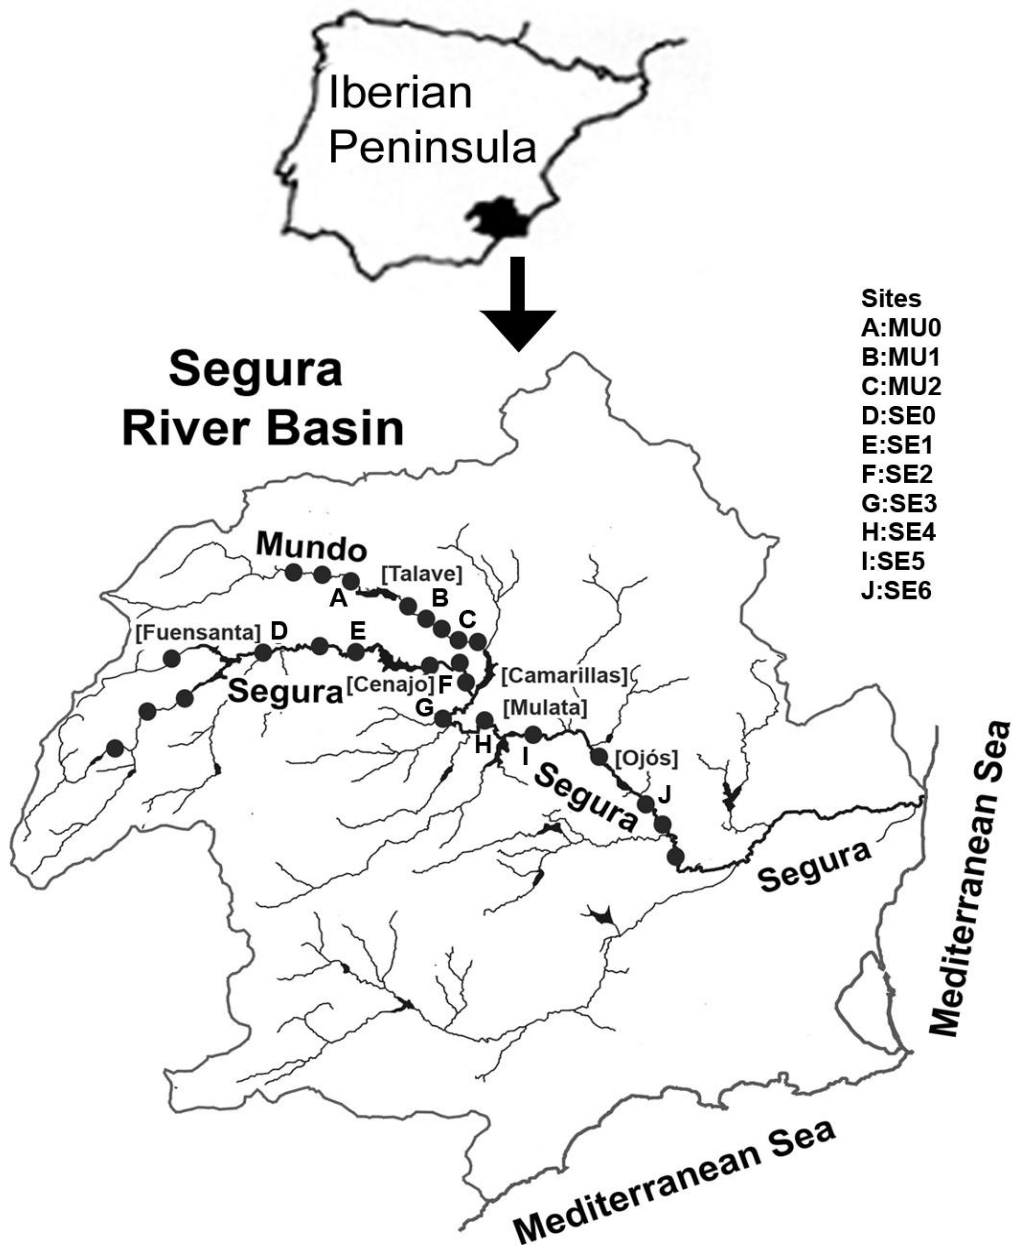 Iberian
Peninsula
Sites
A:MU0
B:MU1
C:MU2
D:SE0
E:SE1
F:SE2
G:SE3
H:SE4
I:SE5
J:SE6
Segura
River Basin
Mundo
[Talave]
A
B
C
[Fuensanta]
D
E
Segura
[Cenajo]
F
[Camarillas]
G
[Mulata]
H
I
[Ojós]
Segura
J
Segura
Mediterranean Sea
Mediterranean Sea